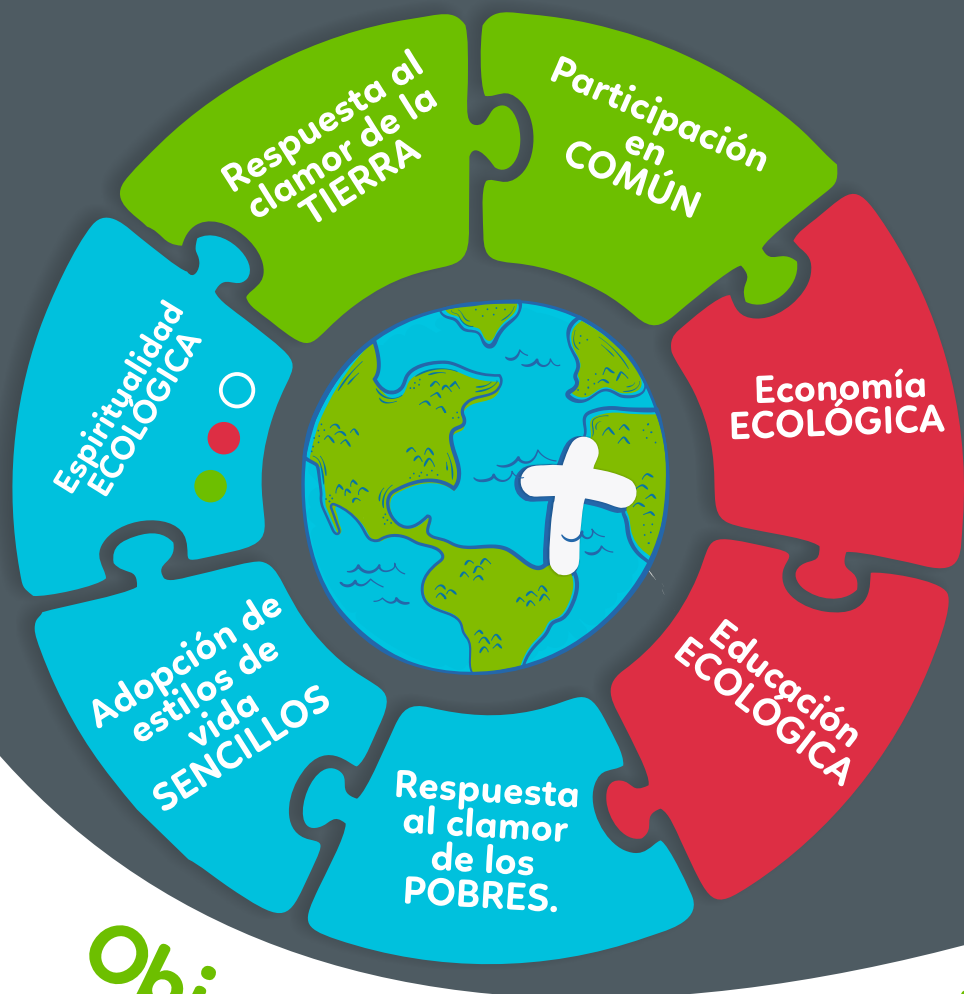 Respuesta al
clamor de la
TIERRA
Participación
en
COMÚN
Economía
ECOLÓGICA
Educación
ECOLÓGICA
Respuesta
al clamor
de los
POBRES.
Adopción de
estilos de
vida
SENCILLOS
Espiritualidad
ECOLÓGICA